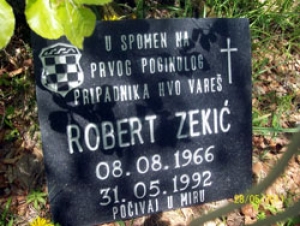 U SPOMEN NA
PRVOG POGINULOG
PRIPADNIKA HVO VAREŠ
ROBERT ZEKIĆ
08.08.1966
31.05.1992
POČIVAJ U MIRU